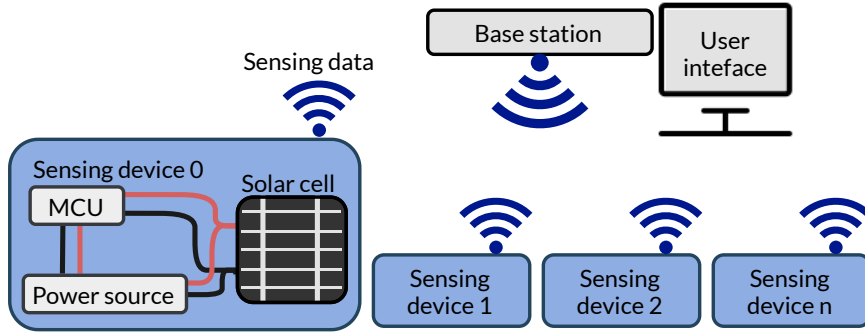 Sensing data
Base station
User
inteface
Sensing device 0
Solar cell
MCU
Power source
Sensing
device 1
Sensing
device 2
Sensing
device n